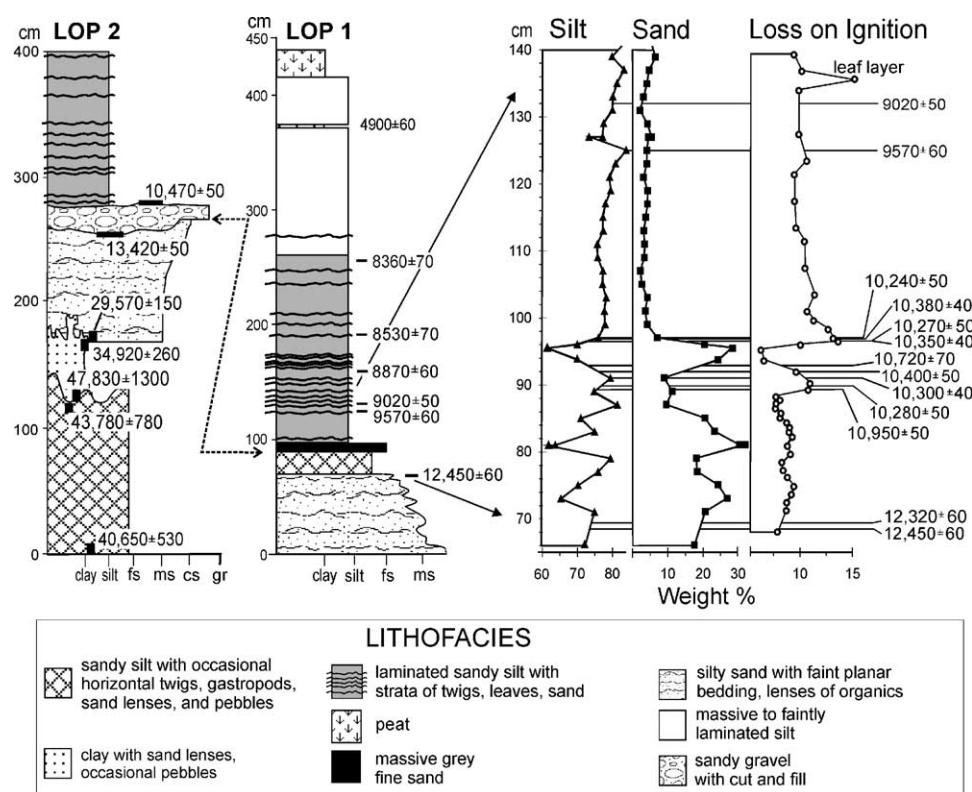 cm LOP 2
400
300
200
100
0
10,470±50
13,420±50
29,570±150
34,920±260
47,830±1300
43,780±780
40,650±530
clay silt fs ms cs gr
cm LOP 1
450
400
300
200
100
0
4900±60
8360±70
8530±70
8870±60
9020±50
9570±60
12,450±60
clay silt fs ms
Silt Sand Loss on Ignition
cm
140
130
120
110
100
90
80
70
leaf layer
9020±50
9570±60
10,240±50
10,380±40
10,270±50
10,350±40
10,720±70
10,400±50
10,300±40
10,280±50
10,950±50
12,320±60
12,450±60
60 70 80 0 10 20 30 10 15
Weight %
LITHOFACIES
sandy silt with occasional
horizontal twigs, gastropods,
sand lenses, and pebbles
clay with sand lenses,
occasional pebbles
laminated sandy silt with
strata of twigs, leaves, sand
peat
massive grey
fine sand
silty sand with faint planar
bedding, lenses of organics
massive to faintly
laminated silt
sandy gravel
with cut and fill